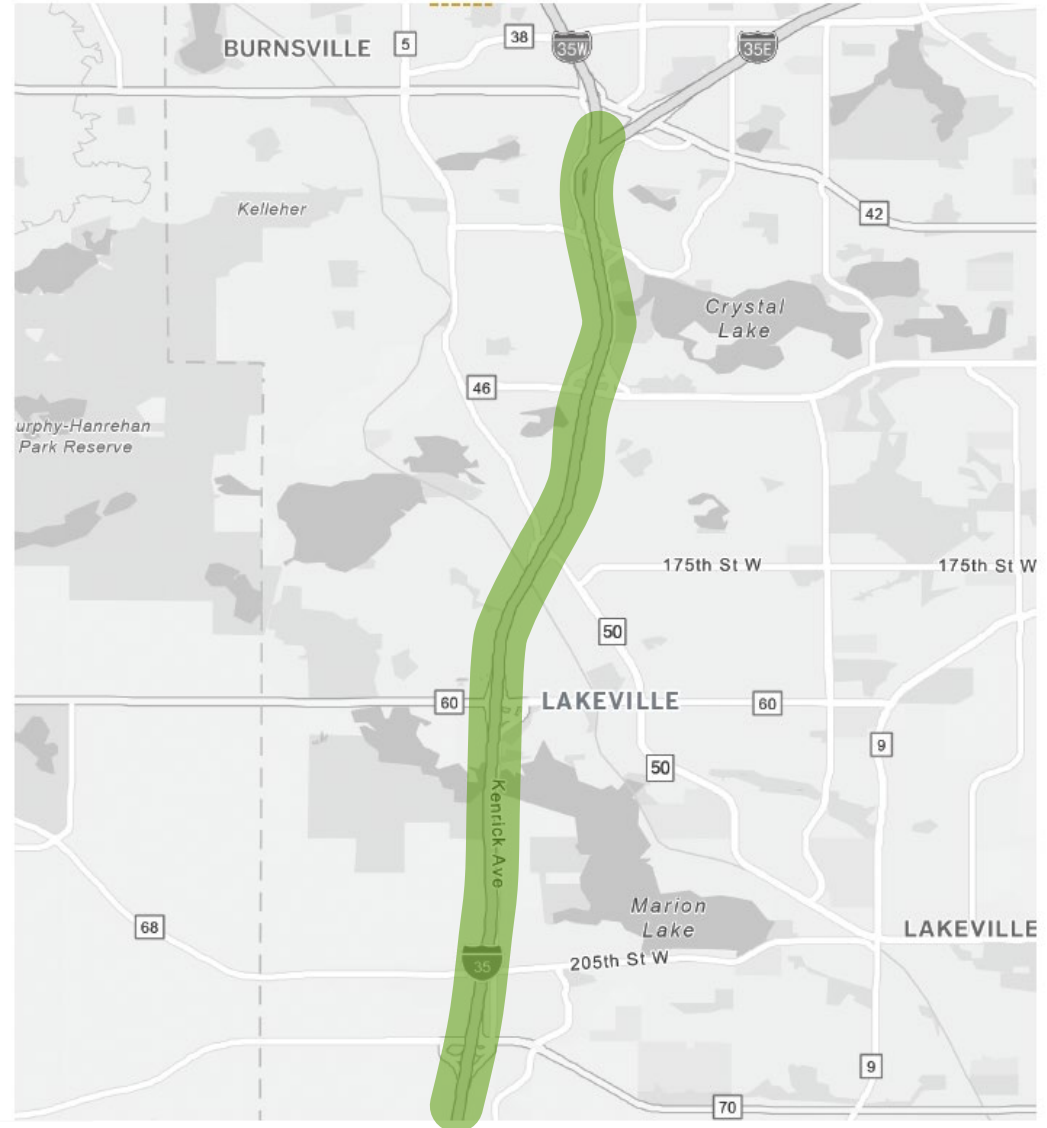 38
35W
35E
BURNSVILLE
5
42
Kelleher
Crystal
Lake
46
urphy-Hanrehan
Park Reserve
175th St W
175th St W
50
60
LAKEVILLE
60
9
50
Kenrick-Ave
Marion
Lake
68
LAKEVILLE
205th St W
35
9
70